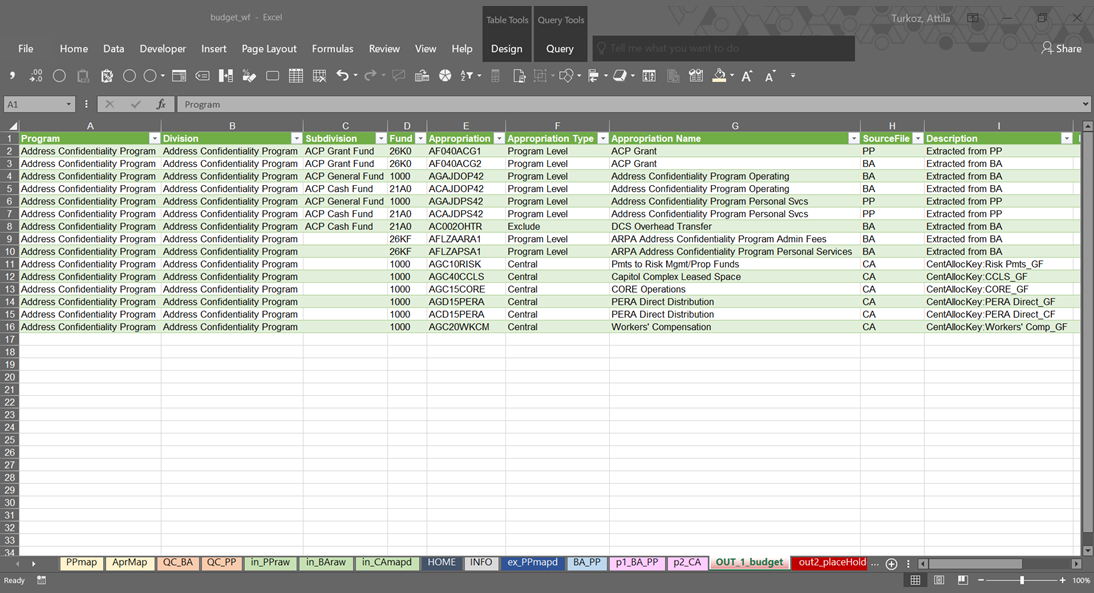 budget_wf - Excel
Table Tools Query Tools
Turkoz, Attila
File Home Data Developer Insert Page Layout Formulas Review View Help Design Query Tell me what you want to do Share
A1 fx Program
A B C D E F G H I
1 Program Division Subdivision Fund Appropriation Appropriation Type Appropriation Name SourceFile Description
2 Address Confidentiality Program Address Confidentiality Program ACP Grant Fund 26K0 AF040ACG1 Program Level ACP Grant PP Extracted from PP
3 Address Confidentiality Program Address Confidentiality Program ACP Grant Fund 26K0 AF040ACG2 Program Level ACP Grant BA Extracted from BA
4 Address Confidentiality Program Address Confidentiality Program ACP General Fund 1000 AGAJDOP42 Program Level Address Confidentiality Program Operating BA Extracted from BA
5 Address Confidentiality Program Address Confidentiality Program ACP Cash Fund 21A0 ACAJDOP42 Program Level Address Confidentiality Program Operating BA Extracted from BA
6 Address Confidentiality Program Address Confidentiality Program ACP General Fund 1000 AGAJDPS42 Program Level Address Confidentiality Program Personal Svcs PP Extracted from PP
7 Address Confidentiality Program Address Confidentiality Program ACP Cash Fund 21A0 ACAJDPS42 Program Level Address Confidentiality Program Personal Svcs PP Extracted from PP
8 Address Confidentiality Program Address Confidentiality Program ACP Cash Fund 21A0 AC002OHTR Exclude DCS Overhead Transfer BA Extracted from BA
9 Address Confidentiality Program Address Confidentiality Program 26KF AFLZAARA1 Program Level ARPA Address Confidentiality Program Admin Fees BA Extracted from BA
10 Address Confidentiality Program Address Confidentiality Program 26KF AFLZAPSA1 Program Level ARPA Address Confidentiality Program Personal Services BA Extracted from BA
11 Address Confidentiality Program Address Confidentiality Program 1000 AGC10RISK Central Pmts to Risk Mgmt/Prop Funds CA CentAllocKey:Risk Pmts_GF
12 Address Confidentiality Program Address Confidentiality Program 1000 AGC40CCLS Central Capitol Complex Leased Space CA CentAllocKey:CCLS_GF
13 Address Confidentiality Program Address Confidentiality Program 1000 AGC15CORE Central CORE Operations CA CentAllocKey:CORE_GF
14 Address Confidentiality Program Address Confidentiality Program 1000 AGD15PERA Central PERA Direct Distribution CA CentAllocKey:PERA Direct_GF
15 Address Confidentiality Program Address Confidentiality Program 1000 ACD15PERA Central PERA Direct Distribution CA CentAllocKey:PERA Direct_CF
16 Address Confidentiality Program Address Confidentiality Program 1000 AGC20WKCM Central Workers' Compensation CA CentAllocKey:Workers' Comp_GF
17
18
19
20
21
22
23
24
25
26
27
28
29
30
31
32
33
34
PPmap AprMap QC_BA QC_PP in_PPraw in_BAraw in_CAmapd HOME INFO ex_PPmapd BA_PP p1_BA_PP p2_CA OUT_1_budget out2_placeHold ...
Ready 100%